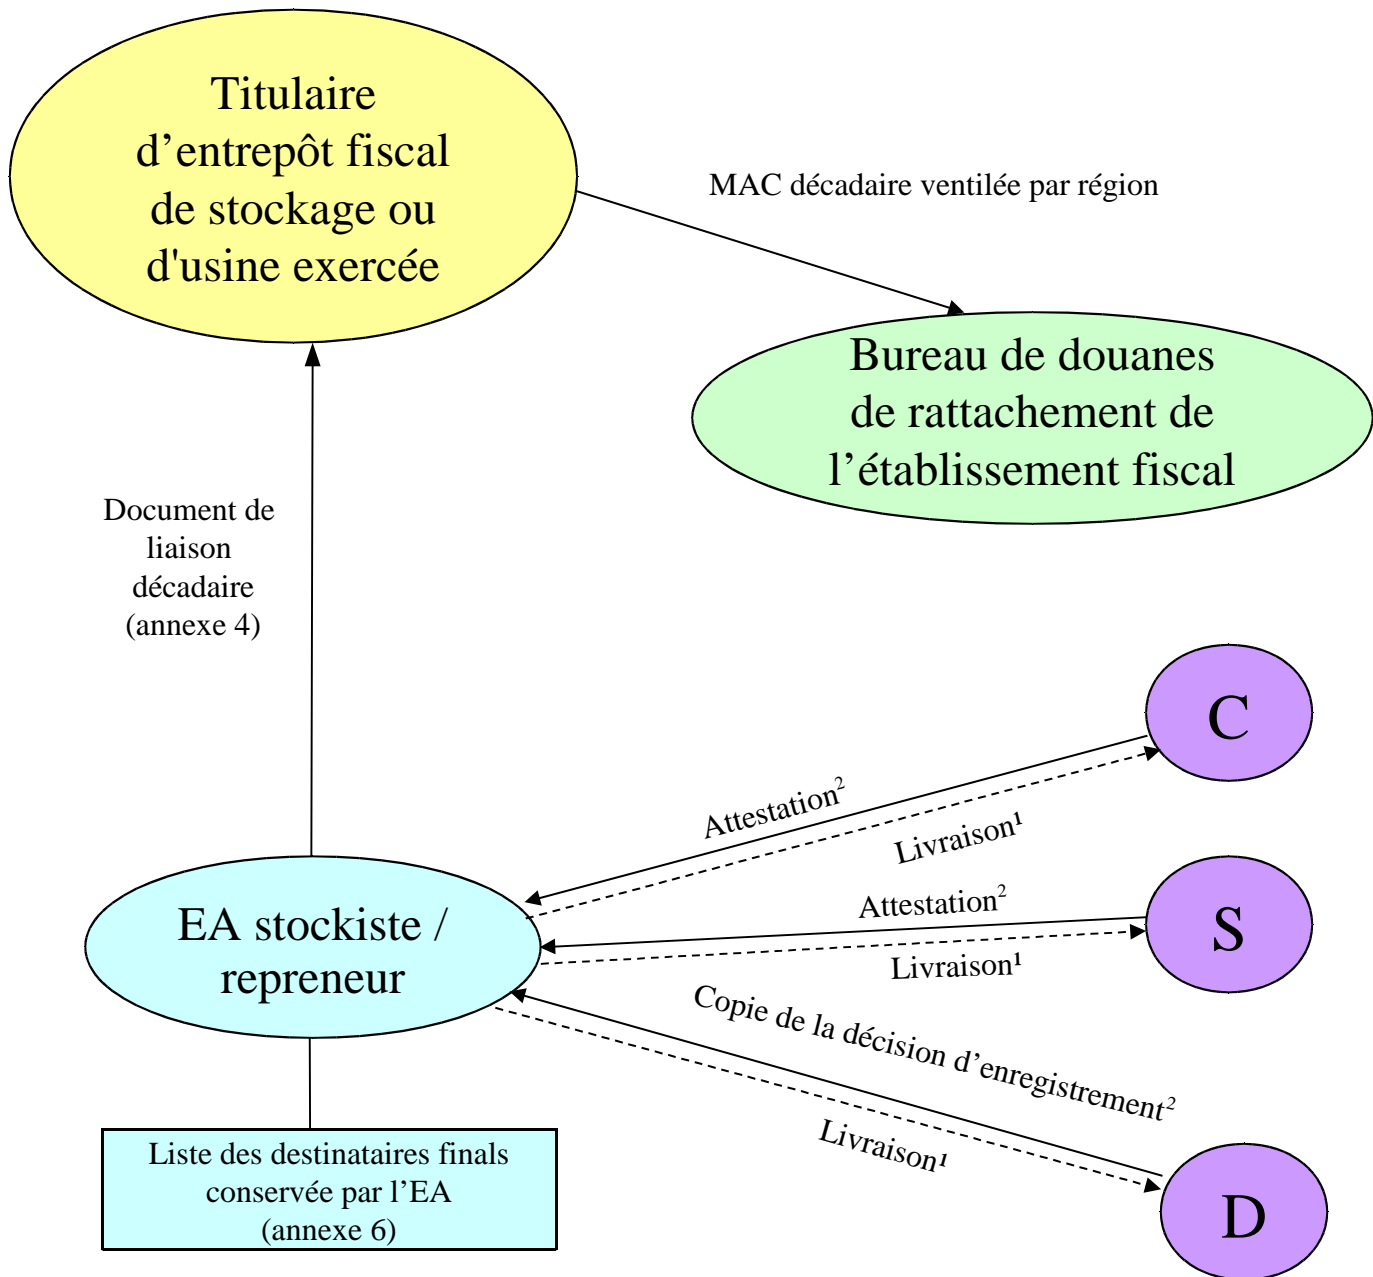 Titulaire
d’entrepôt fiscal
de stockage ou
d'usine exercée
MAC décadaire ventilée par région
Bureau de douanes
de rattachement de
l’établissement fiscal
Document de
liaison
décadaire
(annexe 4)
C
Attestation²
Livraison¹
S
Attestation²
Livraison¹
EA stockiste /
repreneur
Copie de la décision d’enregistrement²
Livraison¹
D
Liste des destinataires finals
conservée par l’EA
(annexe 6)